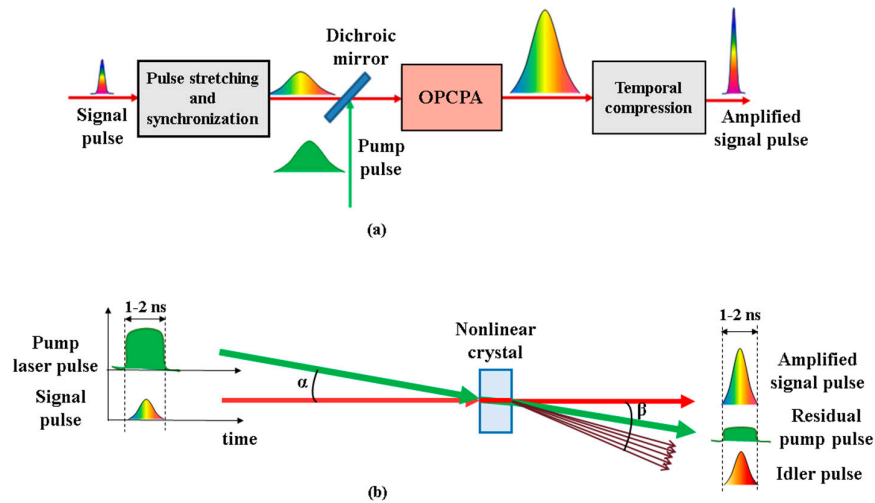 Dichroic
mirror
Pulse stretching
and
synchronization
OPCPA
Temporal
compression
Signal
pulse
Pump
pulse
Amplified
signal pulse
(a)
1-2 ns
Pump
laser pulse
Signal
pulse
time
α
Nonlinear
crystal
β
1-2 ns
Amplified
signal pulse
Residual
pump pulse
Idler pulse
(b)